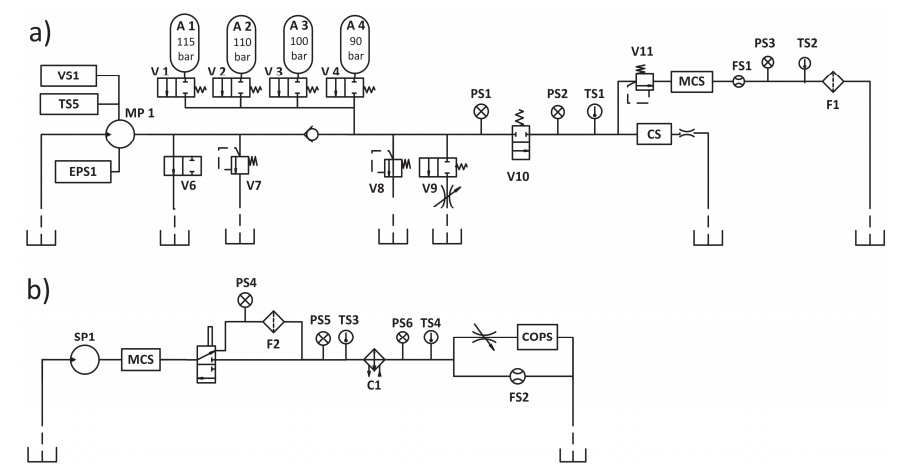 a)
A 1
115
bar
A 2
110
bar
A 3
100
bar
A 4
90
bar
V 1
V 2
V 3
V 4
VS1
TS5
MP 1
EPS1
V6
V7
V8
V9
PS1
V10
PS2
TS1
V11
MCS
FS1
PS3
TS2
F1
CS
b)
SP1
MCS
PS4
F2
PS5
TS3
C1
PS6
TS4
COPS
FS2